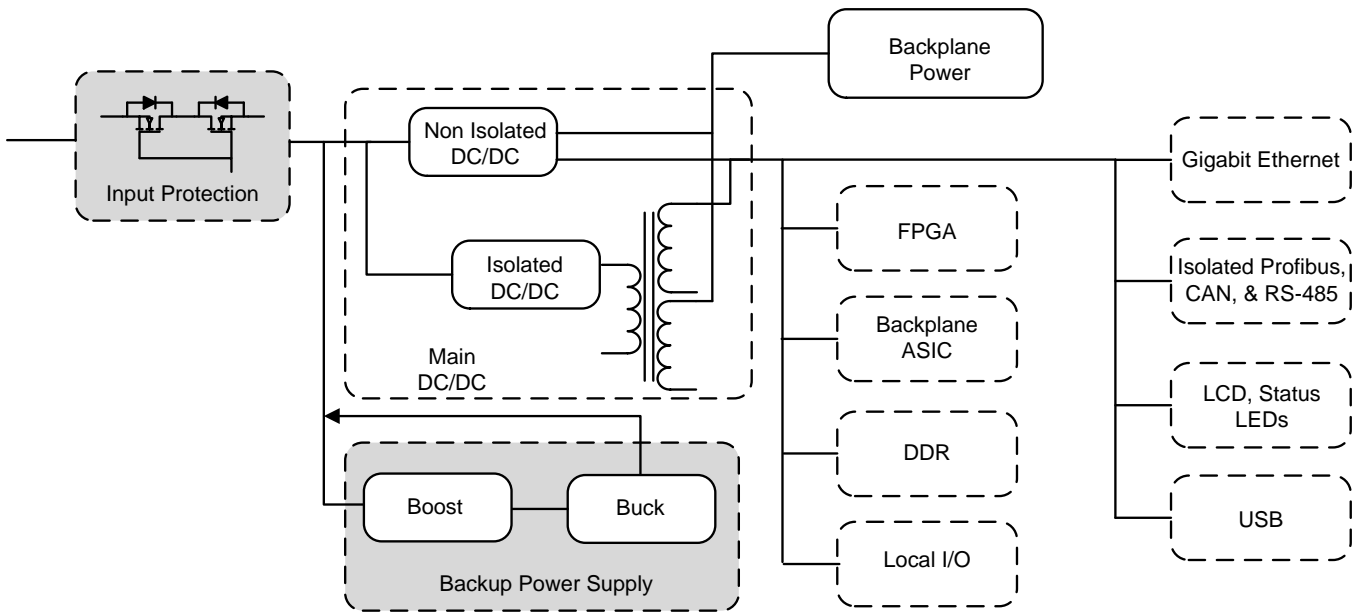 Backplane
Power
Non Isolated
DC/DC
Input Protection
Gigabit Ethernet
FPGA
Isolated
DC/DC
Isolated Profibus,
CAN, & RS-485
Backplane
ASIC
Main
DC/DC
LCD, Status
LEDs
DDR
Boost
Buck
USB
Local I/O
Backup Power Supply